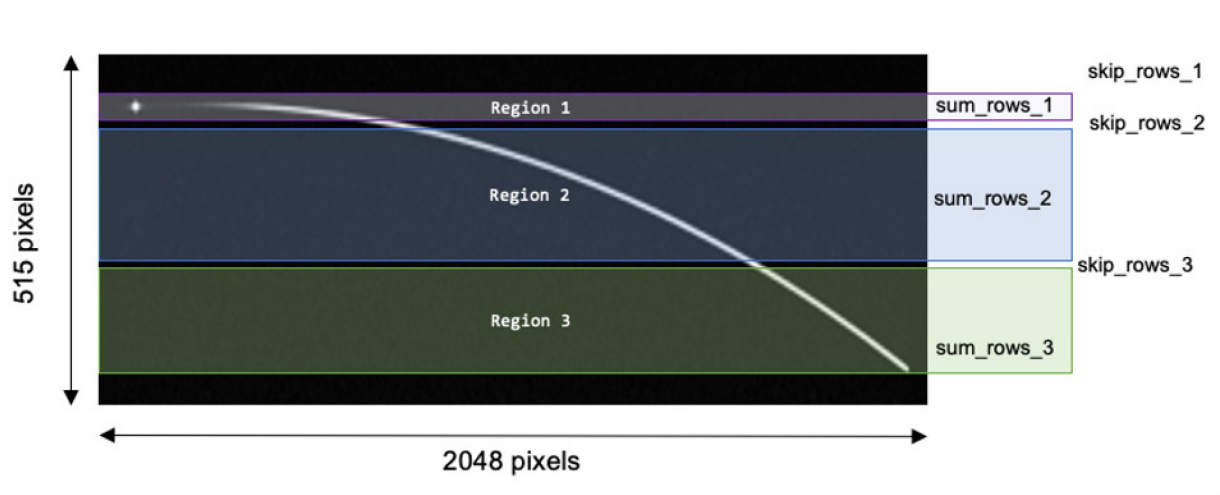 skip_rows_1
Region 1
sum_rows_1
skip_rows_2
Region 2
sum_rows_2
skip_rows_3
Region 3
sum_rows_3
515 pixels
2048 pixels